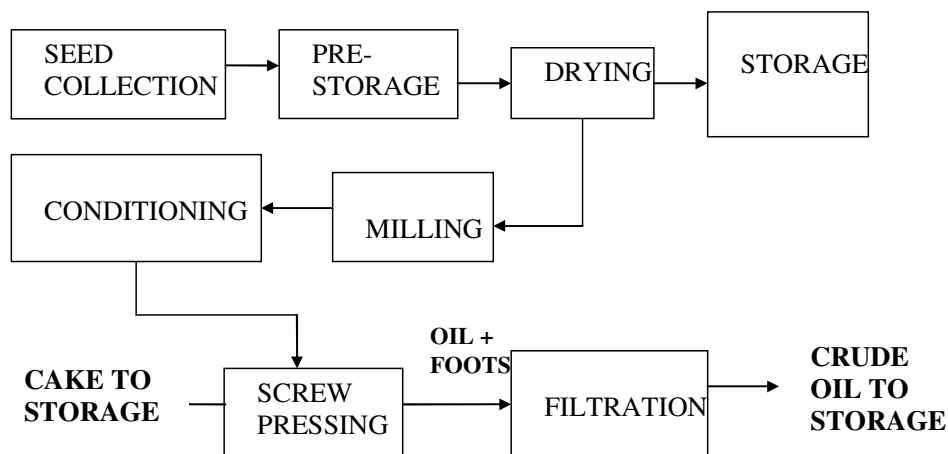 SEED
COLLECTION
PRE-
STORAGE
DRYING
STORAGE
CONDITIONING
MILLING
OIL +
FOOTS
CAKE TO
STORAGE
SCREW
PRESSING
FILTRATION
CRUDE
OIL TO
STORAGE